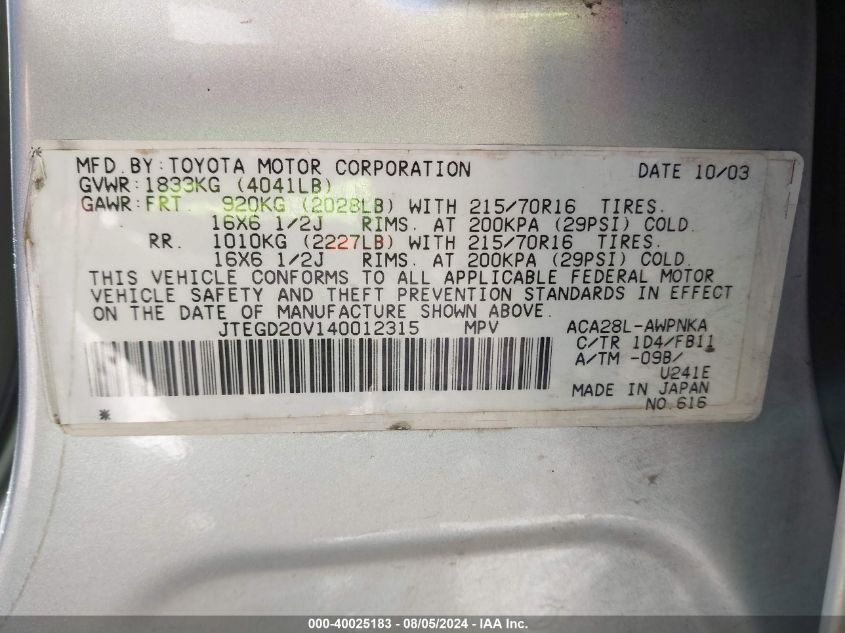 MFD. BY: TOYOTA MOTOR CORPORATION DATE 10/03
GVWR: 1833KG (4041LB)
GAWR: FRT. 920KG (2028LB) WITH 215/70R16 TIRES.
16X6 1/2J RIMS. AT 200KPA (29PSI) COLD.
RR. 1010KG (2227LB) WITH 215/70R16 TIRES.
16X6 1/2J RIMS. AT 200KPA (29PSI) COLD.
THIS VEHICLE CONFORMS TO ALL APPLICABLE FEDERAL MOTOR
VEHICLE SAFETY AND THEFT PREVENTION STANDARDS IN EFFECT
ON THE DATE OF MANUFACTURE SHOWN ABOVE.
JTEGD20V140012315 MPV ACA28L-AWPNKA
C/TR 1D4/FB11
A/TM -09B/
U241E
MADE IN JAPAN
* NO.616
000-40025183 - 08/05/2024 - IAA Inc.